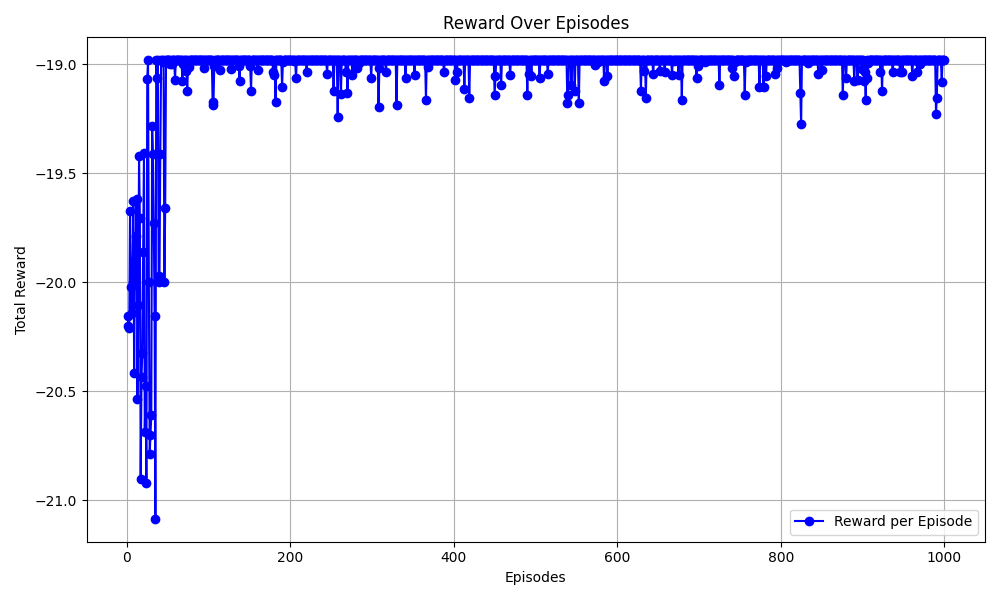 Reward Over Episodes
Total Reward
−19.0
−19.5
−20.0
−20.5
−21.0
0
200
400
600
800
1000
Episodes
Reward per Episode